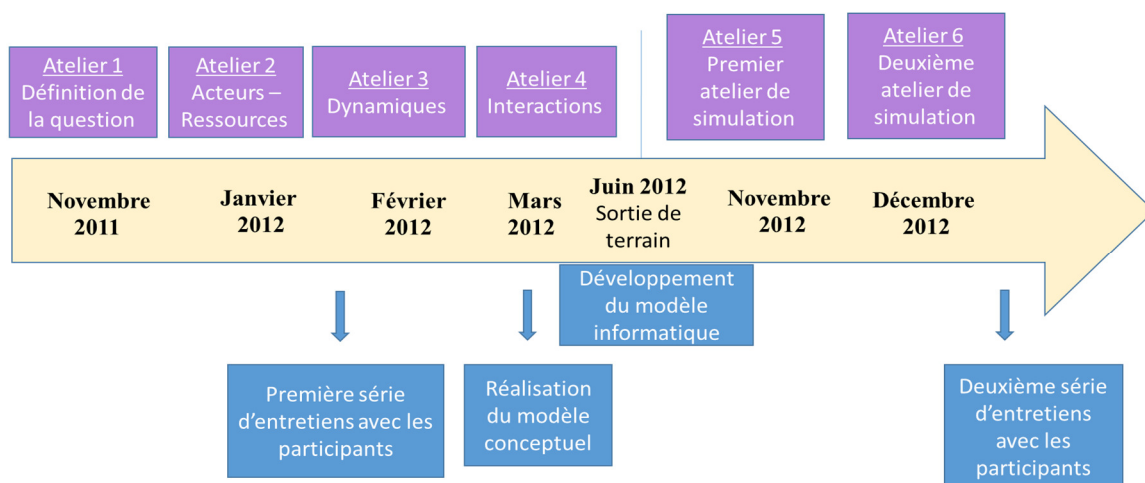 Atelier 1
Définition de
la question
Atelier 2
Acteurs –
Ressources
Atelier 3
Dynamiques
Atelier 4
Interactions
Atelier 5
Premier
atelier de
simulation
Atelier 6
Deuxième
atelier de
simulation
Novembre
2011
Janvier
2012
Février
2012
Mars
2012
Juin 2012
Sortie de
terrain
Novembre
2012
Décembre
2012
Développement
du modèle
informatique
Première série
d’entretiens avec les
participants
Réalisation
du modèle
conceptuel
Deuxième série
d’entretiens
avec les
participants